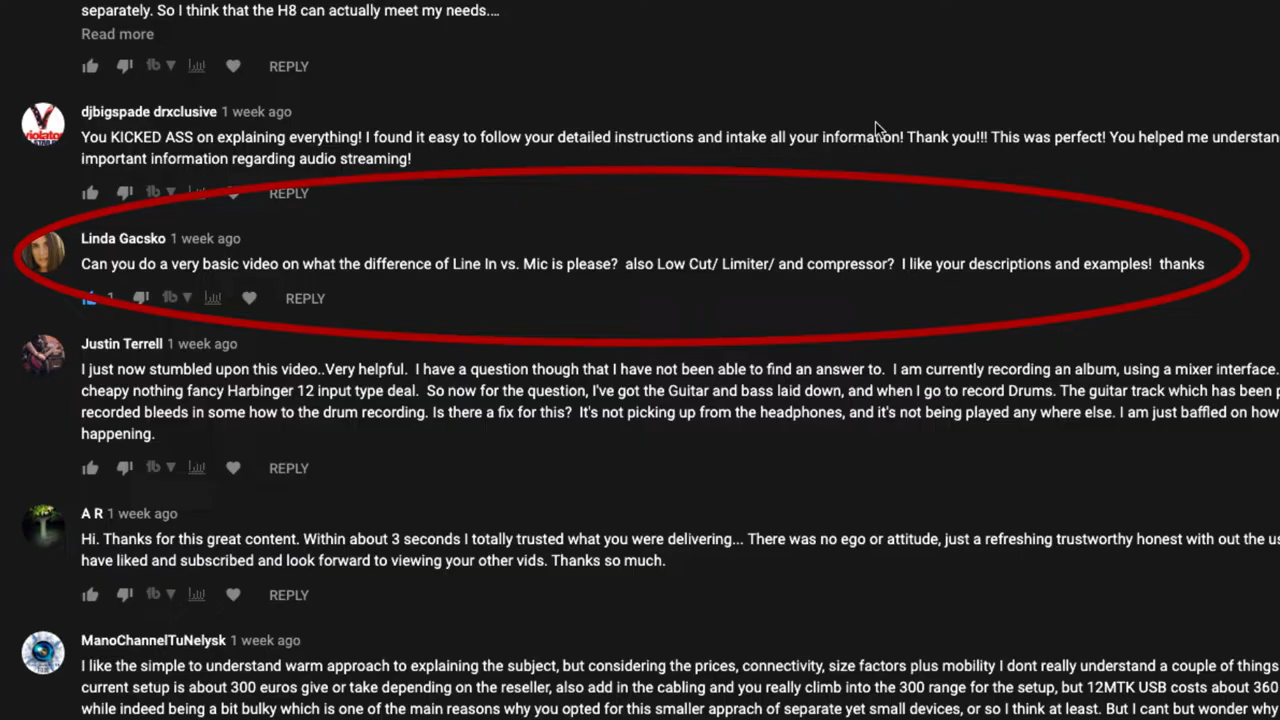 separately. So I think that the H8 can actually meet my needs....
Read more
REPLY
djbigspade drxclusive 1 week ago
You KICKED ASS on explaining everything! I found it easy to follow your detailed instructions and intake all your information! Thank you!!! This was perfect! You helped me understan
important information regarding audio streaming!
REPLY
Linda Gacsko 1 week ago
Can you do a very basic video on what the difference of Line In vs. Mic is please?  also Low Cut/ Limiter/ and compressor?  I like your descriptions and examples!  thanks
1 REPLY
Justin Terrell 1 week ago
I just now stumbled upon this video..Very helpful.  I have a question though that I have not been able to find an answer to.  I am currently recording an album, using a mixer interface.
cheapy nothing fancy Harbinger 12 input type deal.  So now for the question, I've got the Guitar and bass laid down, and when I go to record Drums. The guitar track which has been p
recorded bleeds in some how to the drum recording. Is there a fix for this?  It's not picking up from the headphones, and it's not being played any where else. I am just baffled on how
happening.
REPLY
A R 1 week ago
Hi. Thanks for this great content. Within about 3 seconds I totally trusted what you were delivering... There was no ego or attitude, just a refreshing trustworthy honest with out the us
have liked and subscribed and look forward to viewing your other vids. Thanks so much.
REPLY
ManoChannelTuNelysk 1 week ago
I like the simple to understand warm approach to explaining the subject, but considering the prices, connectivity, size factors plus mobility I dont really understand a couple of things
current setup is about 300 euros give or take depending on the reseller, also add in the cabling and you really climb into the 300 range for the setup, but 12MTK USB costs about 360
while indeed being a bit bulky which is one of the main reasons why you opted for this smaller apprach of separate yet small devices, or so I think at least. But I cant but wonder why